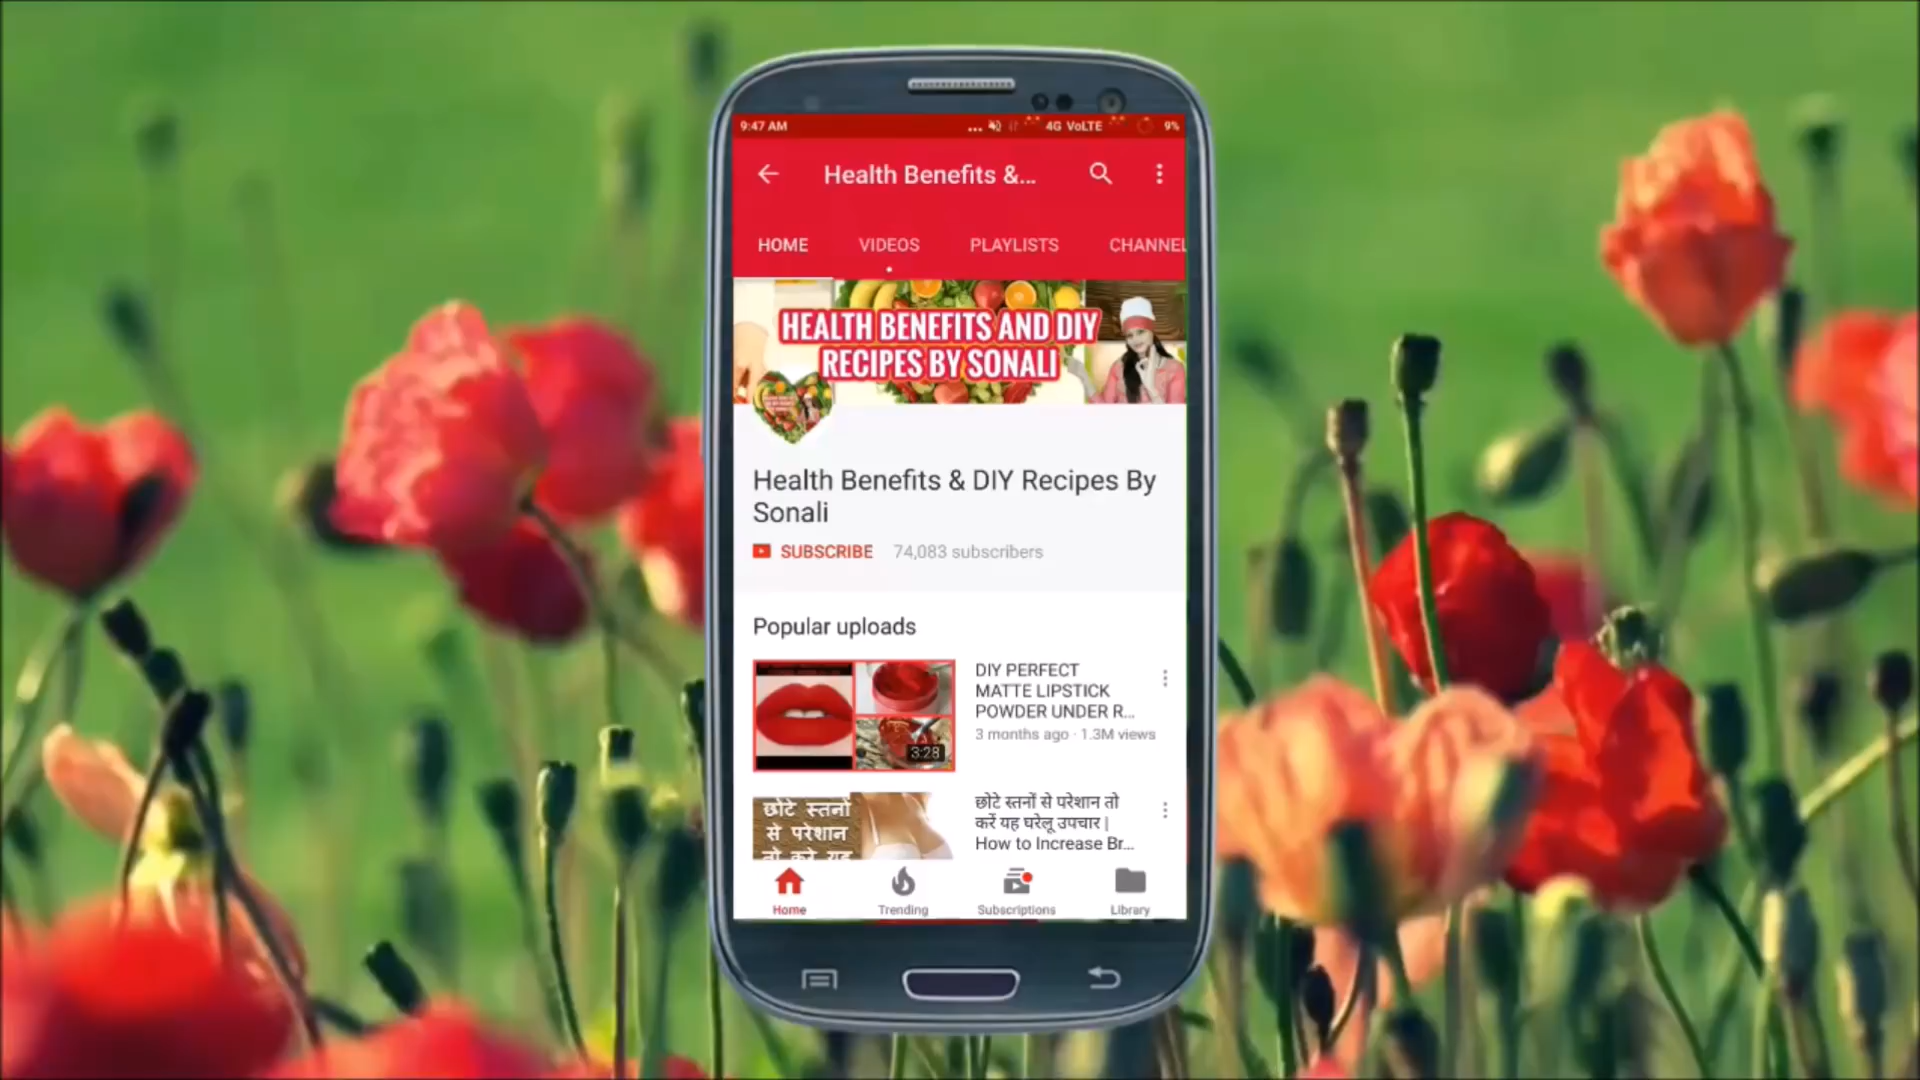 9:47 AM
4G VoLTE
9%
Health Benefits &...
HOME
VIDEOS
PLAYLISTS
CHANNEL
HEALTH BENEFITS AND DIY
RECIPES BY SONALI
Health Benefits & DIY Recipes By
Sonali
SUBSCRIBE
74,083 subscribers
Popular uploads
3:28
DIY PERFECT
MATTE LIPSTICK
POWDER UNDER R...
3 months ago · 1.3M views
छोटे स्तनों
से परेशान
तो करें यह
छोटे स्तनों से परेशान तो
करें यह घरेलू उपचार |
How to Increase Br...
Home
Trending
Subscriptions
Library